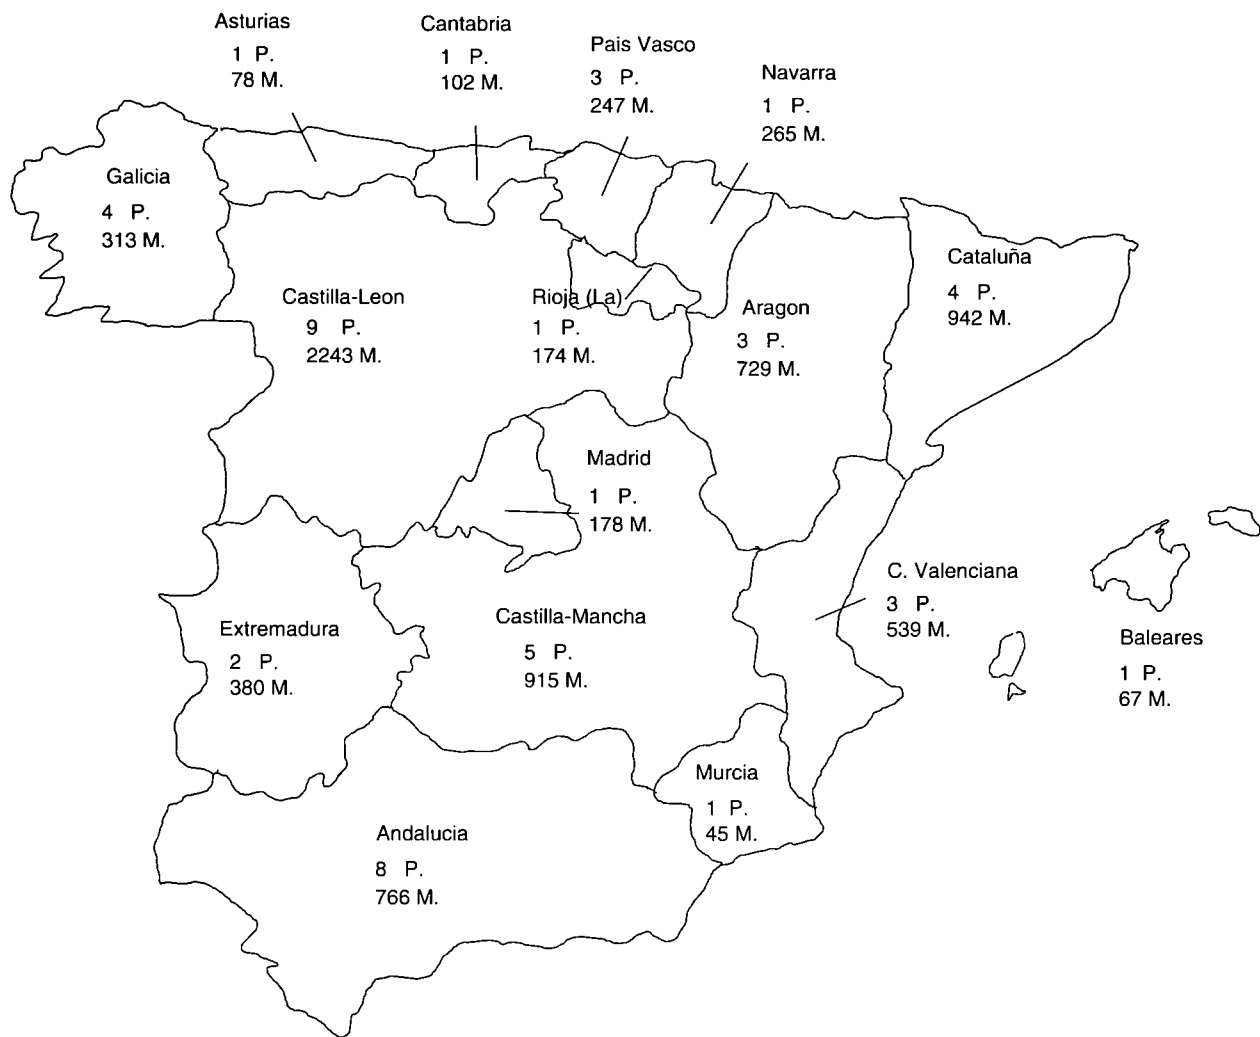 Asturias
1 P.
78 M.
Cantabria
1 P.
102 M.
Pais Vasco
3 P.
247 M.
Navarra
1 P.
265 M.
Galicia
4 P.
313 M.
Castilla-Leon
9 P.
2243 M.
Rioja (La)
1 P.
174 M.
Aragon
3 P.
729 M.
Cataluña
4 P.
942 M.
Madrid
1 P.
178 M.
Extremadura
2 P.
380 M.
Castilla-Mancha
5 P.
915 M.
C. Valenciana
3 P.
539 M.
Baleares
1 P.
67 M.
Murcia
1 P.
45 M.
Andalucia
8 P.
766 M.